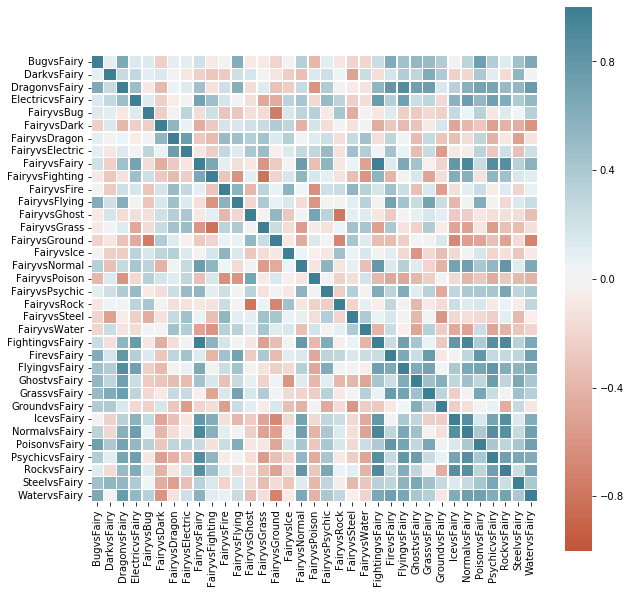 BugvsFairy
DarkvsFairy
DragonvsFairy
ElectricvsFairy
FairyvsBug
FairyvsDark
FairyvsDragon
FairyvsElectric
FairyvsFairy
FairyvsFighting
FairyvsFire
FairyvsFlying
FairyvsGhost
FairyvsGrass
FairyvsGround
FairyvsIce
FairyvsNormal
FairyvsPoison
FairyvsPsychic
FairyvsRock
FairyvsSteel
FairyvsWater
FightingvsFairy
FirevsFairy
FlyingvsFairy
GhostvsFairy
GrassvsFairy
GroundvsFairy
IcevsFairy
NormalvsFairy
PoisonvsFairy
PsychicvsFairy
RockvsFairy
SteelvsFairy
WatervsFairy
BugvsFairy
DarkvsFairy
DragonvsFairy
ElectricvsFairy
FairyvsBug
FairyvsDark
FairyvsDragon
FairyvsElectric
FairyvsFairy
FairyvsFighting
FairyvsFire
FairyvsFlying
FairyvsGhost
FairyvsGrass
FairyvsGround
FairyvsIce
FairyvsNormal
FairyvsPoison
FairyvsPsychic
FairyvsRock
FairyvsSteel
FairyvsWater
FightingvsFairy
FirevsFairy
FlyingvsFairy
GhostvsFairy
GrassvsFairy
GroundvsFairy
IcevsFairy
NormalvsFairy
PoisonvsFairy
PsychicvsFairy
RockvsFairy
SteelvsFairy
WatervsFairy
0.8
0.4
0.0
−0.4
−0.8